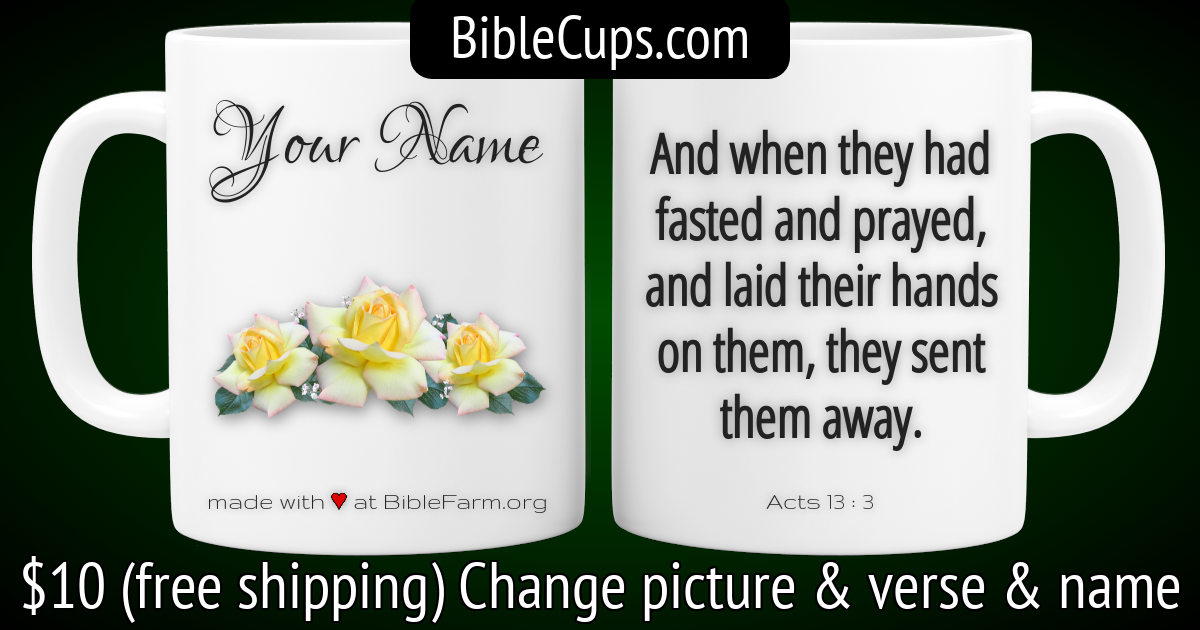 BibleCups.com
Your Name
made with ♥ at BibleFarm.org
And when they had
fasted and prayed,
and laid their hands
on them, they sent
them away.
Acts 13 : 3
$10 (free shipping) Change picture & verse & name